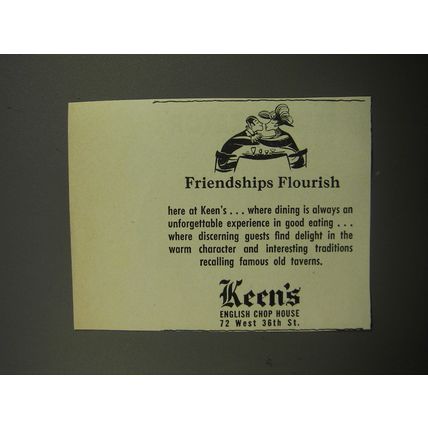 Friendships Flourish
here at Keen's ... where dining is always an
unforgettable experience in good eating ...
where discerning guests find delight in the
warm character and interesting traditions
recalling famous old taverns.
Keen's
ENGLISH CHOP HOUSE
72 West 36th St.